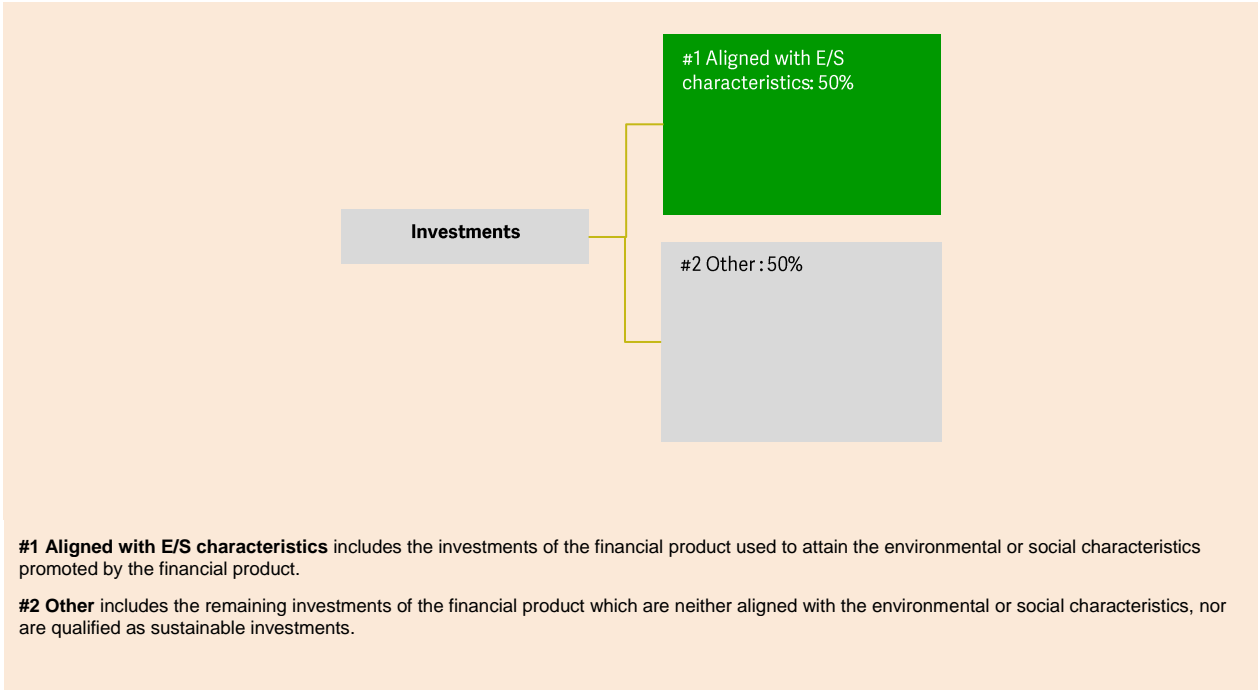 #1 Aligned with E/S
characteristics: 50%
Investments
#2 Other : 50%
#1 Aligned with E/S characteristics includes the investments of the financial product used to attain the environmental or social characteristics
promoted by the financial product.
#2 Other includes the remaining investments of the financial product which are neither aligned with the environmental or social characteristics, nor
are qualified as sustainable investments.